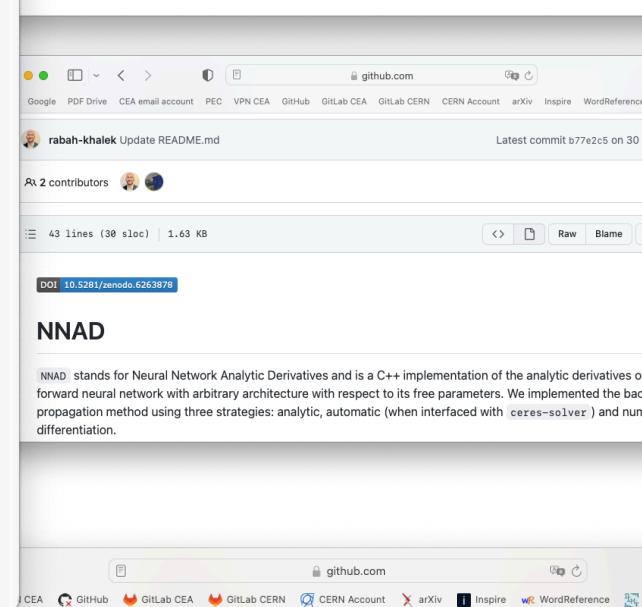 github.com
Google PDF Drive CEA email account PEC VPN CEA GitHub GitLab CEA GitLab CERN CERN Account arXiv Inspire WordReference
rabah-khalek Update README.md Latest commit b77e2c5 on 30
2 contributors
43 lines (30 sloc) 1.63 KB Raw Blame
DOI 10.5281/zenodo.6263878
NNAD
NNAD stands for Neural Network Analytic Derivatives and is a C++ implementation of the analytic derivatives
forward neural network with arbitrary architecture with respect to its free parameters. We implemented the
propagation method using three strategies: analytic, automatic (when interfaced with ceres-solver) and
differentiation.
github.com
CEA GitHub GitLab CEA GitLab CERN CERN Account arXiv Inspire WordReference